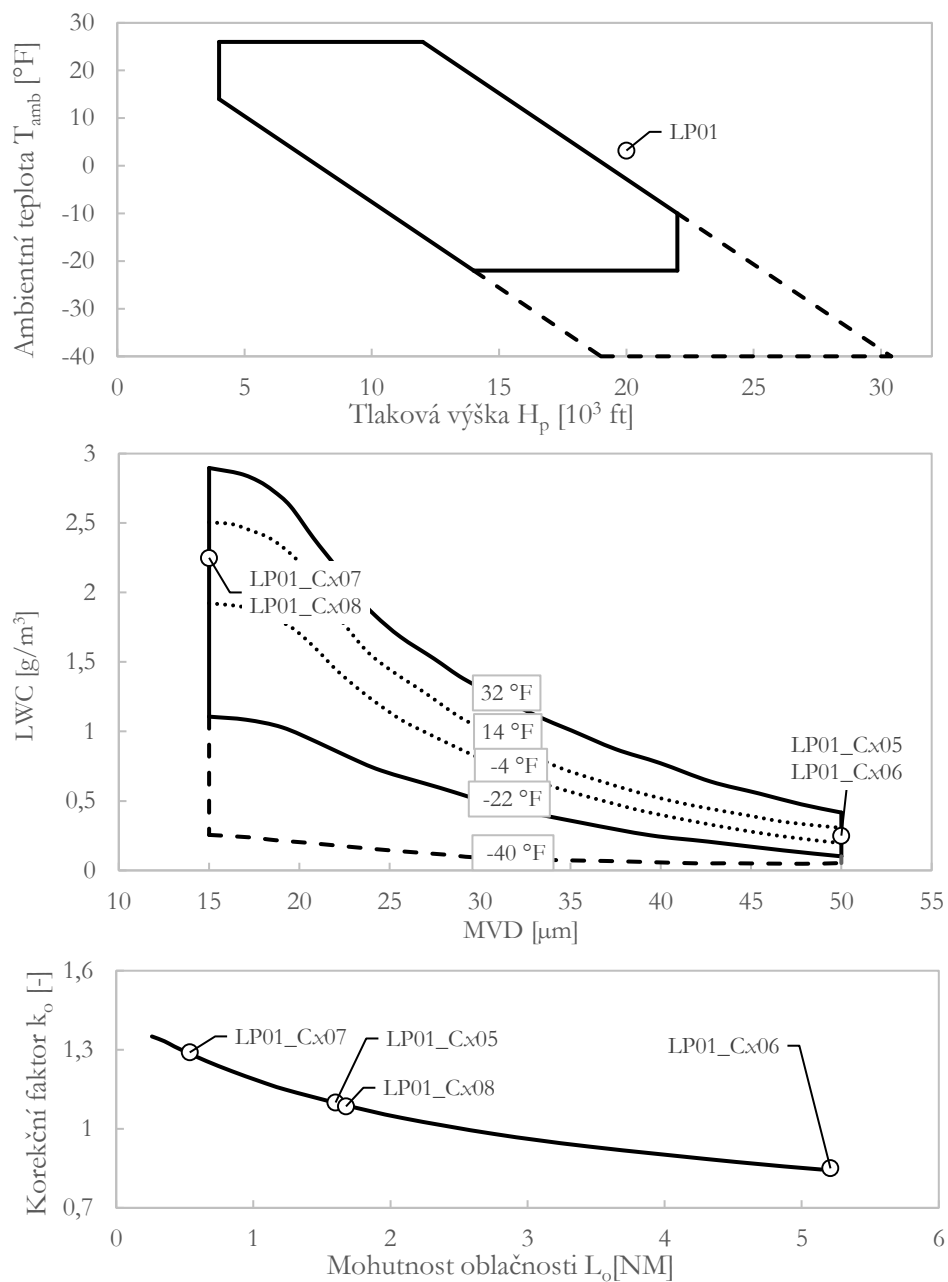 Ambientní teplota T_amb [°F]
30
20
10
0
-10
-20
-30
-40
LP01
0
5
10
15
20
25
30
Tlaková výška H_p [10³ ft]
LWC [g/m³]
3
2,5
2
1,5
1
0,5
0
LP01_Cx07
LP01_Cx08
32 °F
14 °F
-4 °F
-22 °F
-40 °F
LP01_Cx05
LP01_Cx06
10
15
20
25
30
35
40
45
50
55
MVD [µm]
Korekční faktor k_o [-]
1,6
1,3
1
0,7
LP01_Cx07
LP01_Cx05
LP01_Cx08
LP01_Cx06
0
1
2
3
4
5
6
Mohutnost oblačnosti L_o[NM]